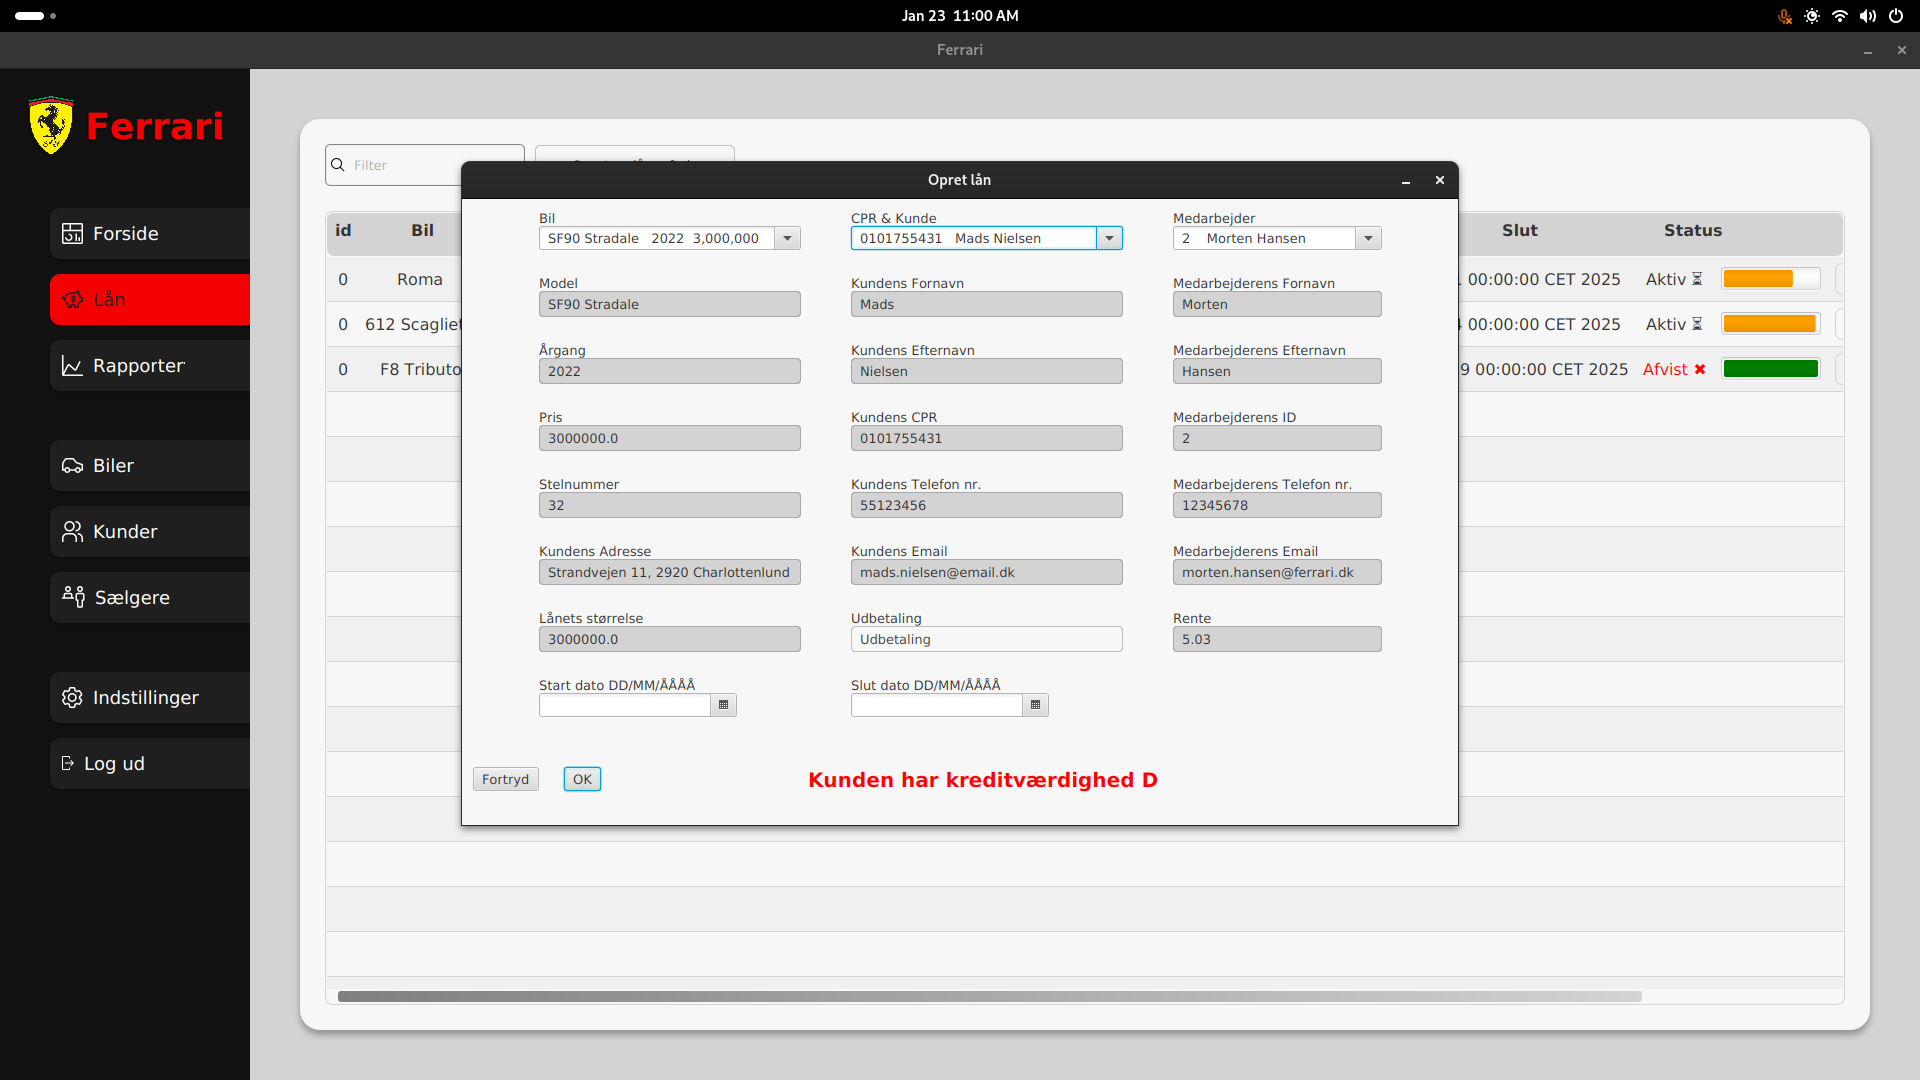 Jan 23 11:00 AM
Ferrari
Ferrari
Forside
Lån
Rapporter
Biler
Kunder
Sælgere
Indstillinger
Log ud
Filter
id Bil Slut Status
0 Roma 00:00:00 CET 2025 Aktiv
0 612 Scagliet 00:00:00 CET 2025 Aktiv
0 F8 Tributo 9 00:00:00 CET 2025 Afvist
Opret lån
Bil CPR & Kunde Medarbejder
SF90 Stradale 2022 3,000,000 0101755431 Mads Nielsen 2 Morten Hansen
Model Kundens Fornavn Medarbejderens Fornavn
SF90 Stradale Mads Morten
Årgang Kundens Efternavn Medarbejderens Efternavn
2022 Nielsen Hansen
Pris Kundens CPR Medarbejderens ID
3000000.0 0101755431 2
Stelnummer Kundens Telefon nr. Medarbejderens Telefon nr.
32 55123456 12345678
Kundens Adresse Kundens Email Medarbejderens Email
Strandvejen 11, 2920 Charlottenlund mads.nielsen@email.dk morten.hansen@ferrari.dk
Lånets størrelse Udbetaling Rente
3000000.0 Udbetaling 5.03
Start dato DD/MM/ÅÅÅÅ Slut dato DD/MM/ÅÅÅÅ
Fortryd OK Kunden har kreditværdighed D